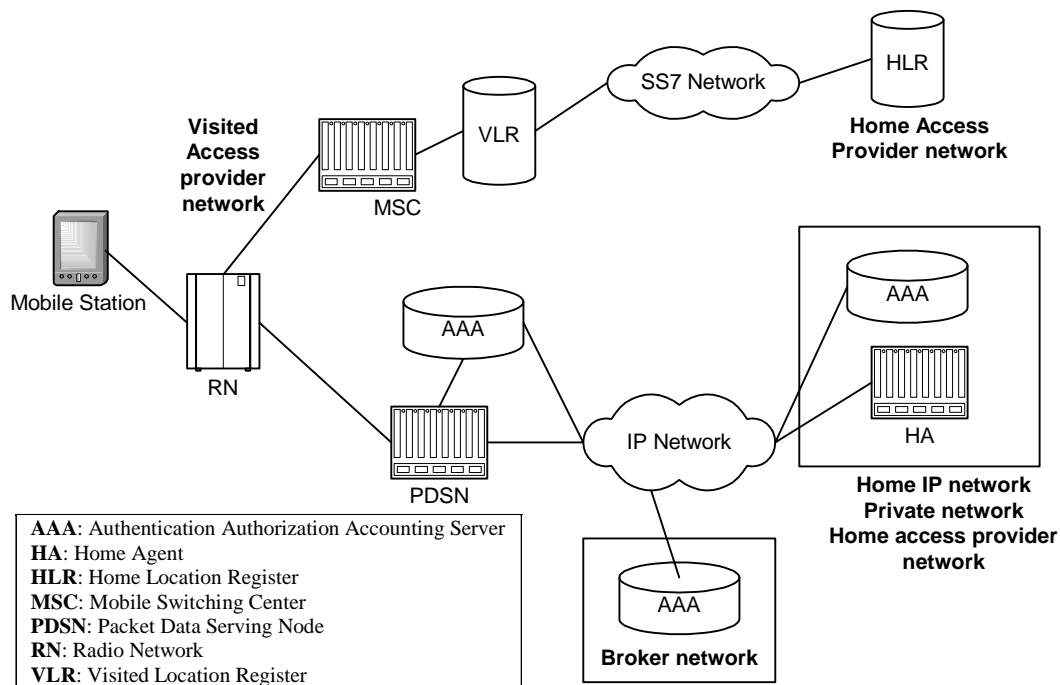 SS7 Network
HLR
Home Access
Provider network
VLR
Visited
Access
provider
network
MSC
Mobile Station
RN
AAA
PDSN
IP Network
AAA
HA
Home IP network
Private network
Home access provider
network
AAA
Broker network
AAA: Authentication Authorization Accounting Server
HA: Home Agent
HLR: Home Location Register
MSC: Mobile Switching Center
PDSN: Packet Data Serving Node
RN: Radio Network
VLR: Visited Location Register